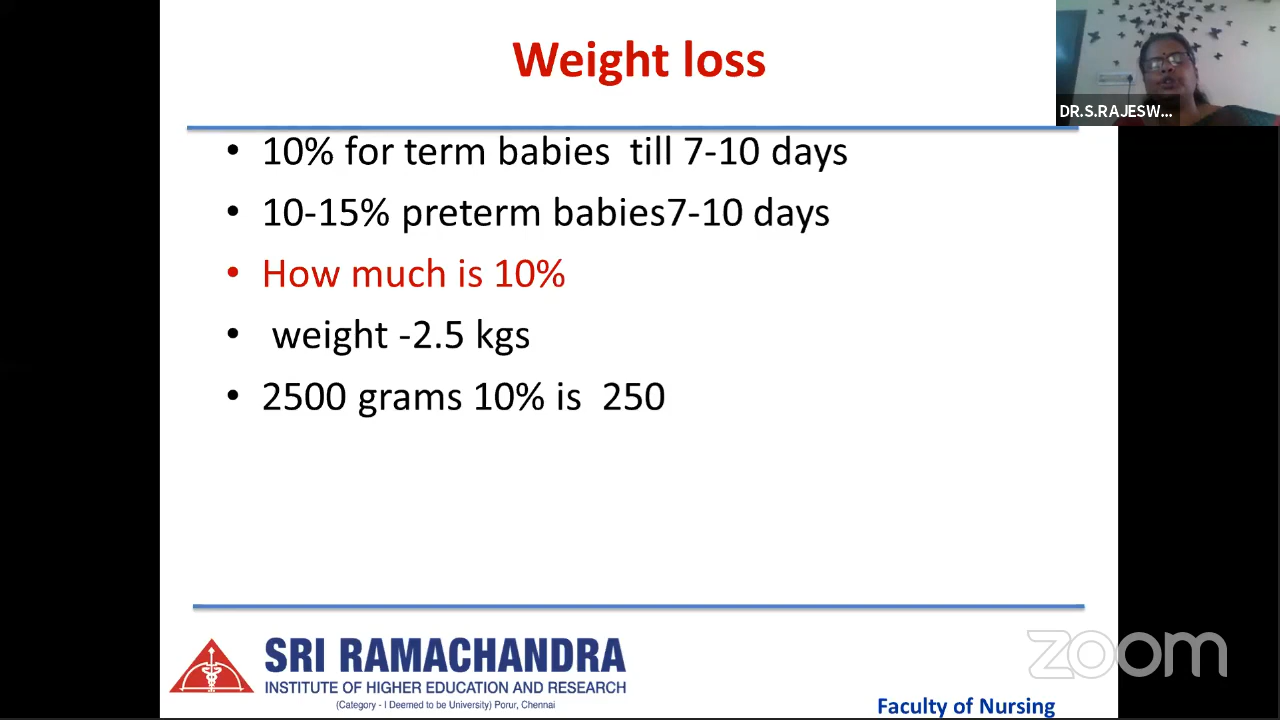 Weight loss
DR.S.RAJESW...
• 10% for term babies till 7-10 days
• 10-15% preterm babies7-10 days
• How much is 10%
• weight -2.5 kgs
• 2500 grams 10% is 250
SRI RAMACHANDRA
INSTITUTE OF HIGHER EDUCATION AND RESEARCH
(Category - I Deemed to be University) Porur, Chennai
zoom
Faculty of Nursing